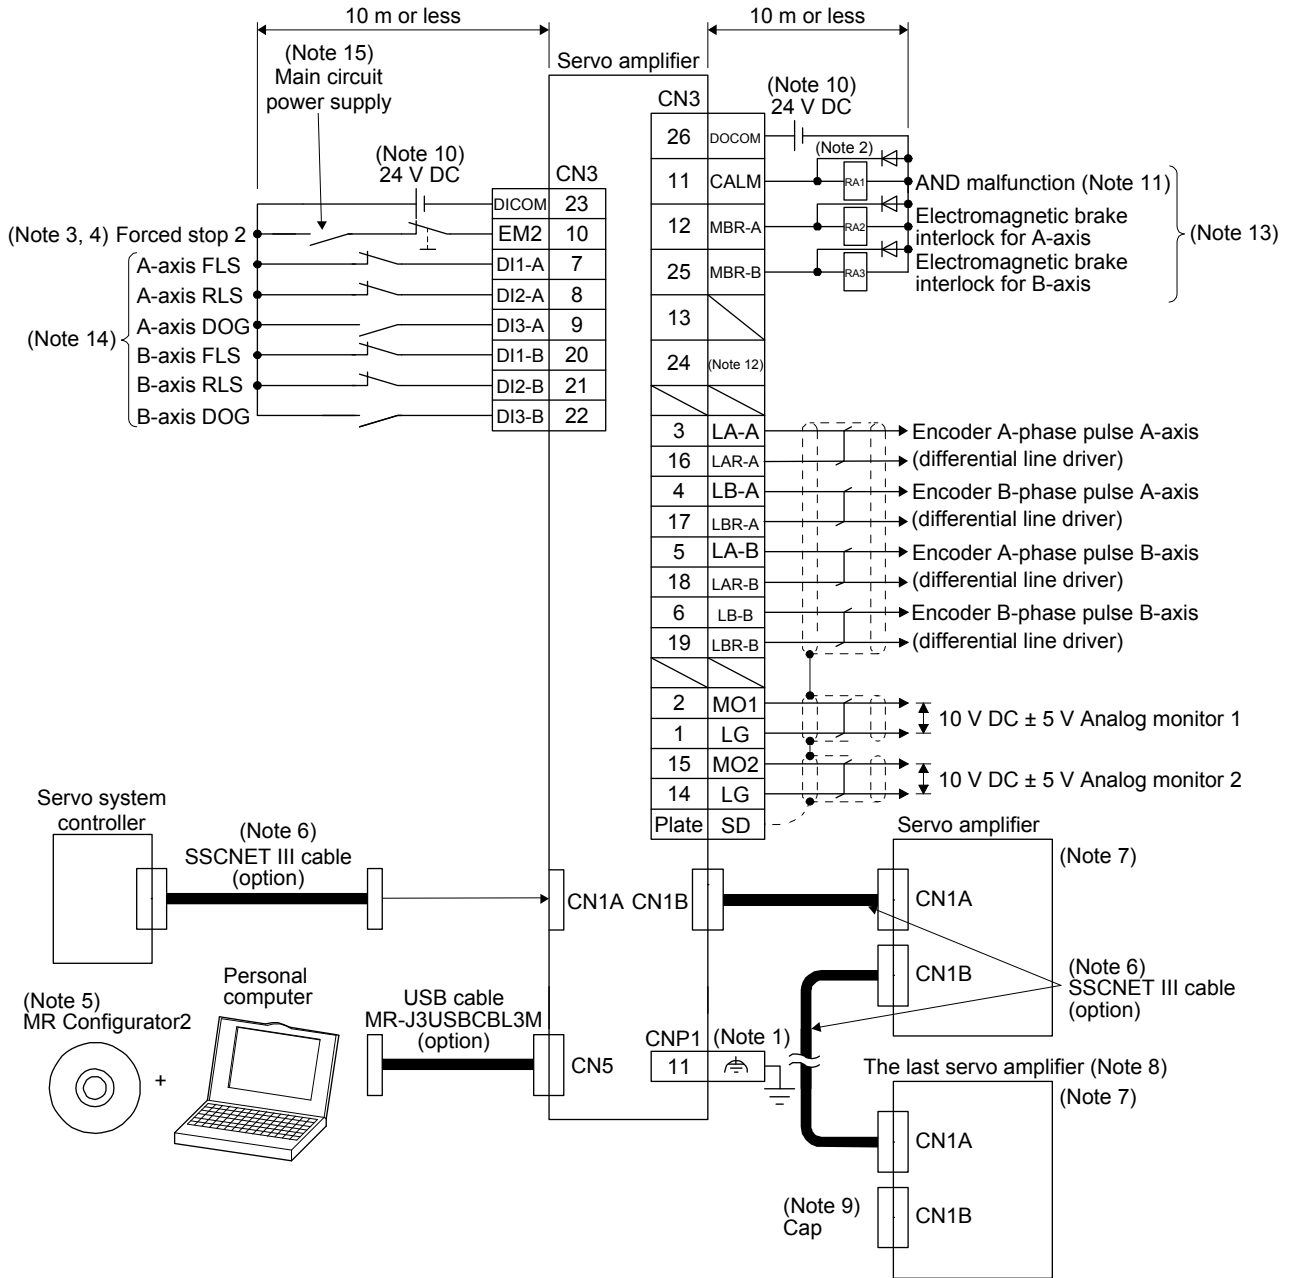 10 m or less
10 m or less
(Note 15)
Main circuit
power supply
Servo amplifier
(Note 10)
24 V DC
CN3
(Note 10)
24 V DC
CN3
DICOM 23
(Note 3, 4) Forced stop 2
EM2 10
A-axis FLS
DI1-A 7
A-axis RLS
DI2-A 8
A-axis DOG
DI3-A 9
(Note 14)
B-axis FLS
DI1-B 20
B-axis RLS
DI2-B 21
B-axis DOG
DI3-B 22
26 DOCOM
(Note 2)
11 CALM
RA1
AND malfunction (Note 11)
12 MBR-A
RA2
Electromagnetic brake
interlock for A-axis
(Note 13)
25 MBR-B
RA3
Electromagnetic brake
interlock for B-axis
13
24 (Note 12)
3 LA-A
Encoder A-phase pulse A-axis
16 LAR-A
(differential line driver)
4 LB-A
Encoder B-phase pulse A-axis
17 LBR-A
(differential line driver)
5 LA-B
Encoder A-phase pulse B-axis
18 LAR-B
(differential line driver)
6 LB-B
Encoder B-phase pulse B-axis
19 LBR-B
(differential line driver)
2 MO1
10 V DC ± 5 V Analog monitor 1
1 LG
15 MO2
10 V DC ± 5 V Analog monitor 2
14 LG
Plate SD
Servo system
controller
(Note 6)
SSCNET III cable
(option)
CN1A CN1B
Servo amplifier
(Note 7)
CN1A
CN1B
(Note 6)
SSCNET III cable
(option)
(Note 5)
MR Configurator2
+
Personal
computer
USB cable
MR-J3USBCBL3M
(option)
CN5
CNP1 (Note 1)
11
The last servo amplifier (Note 8)
(Note 7)
CN1A
(Note 9)
Cap
CN1B